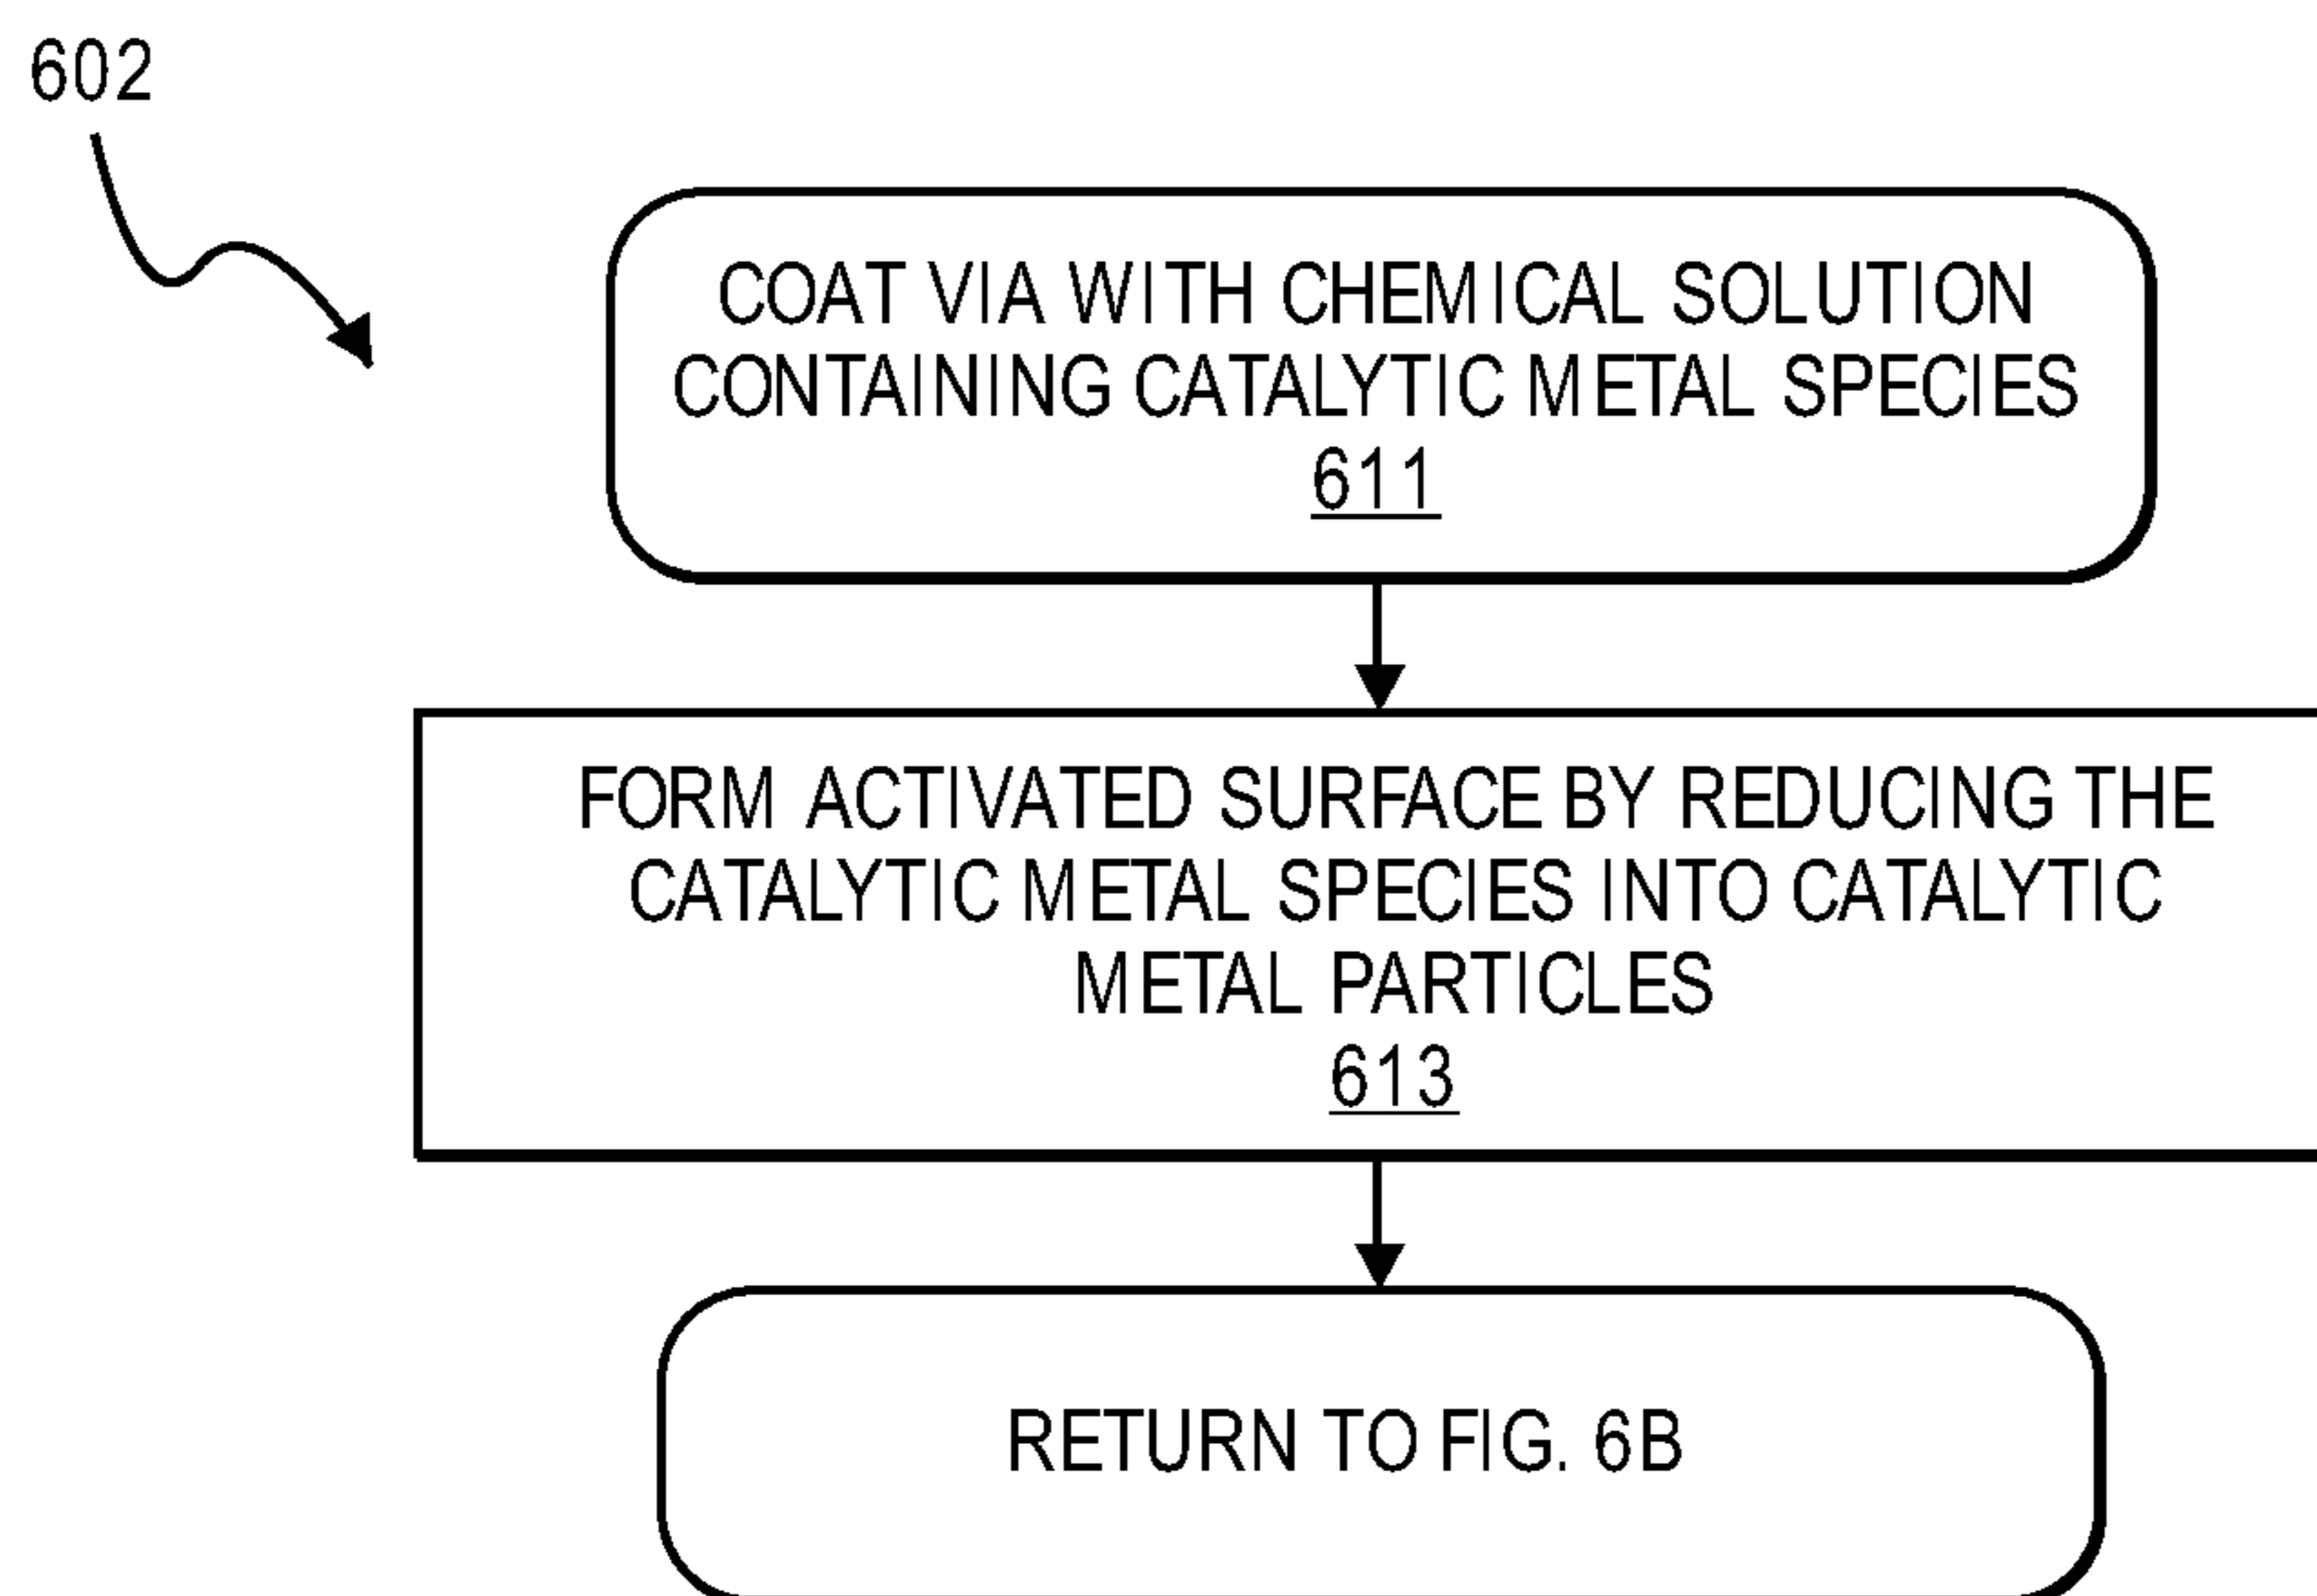 602
COAT VIA WITH CHEMICAL SOLUTION
CONTAINING CATALYTIC METAL SPECIES
611
FORM ACTIVATED SURFACE BY REDUCING THE
CATALYTIC METAL SPECIES INTO CATALYTIC
METAL PARTICLES
613
RETURN TO FIG. 6B